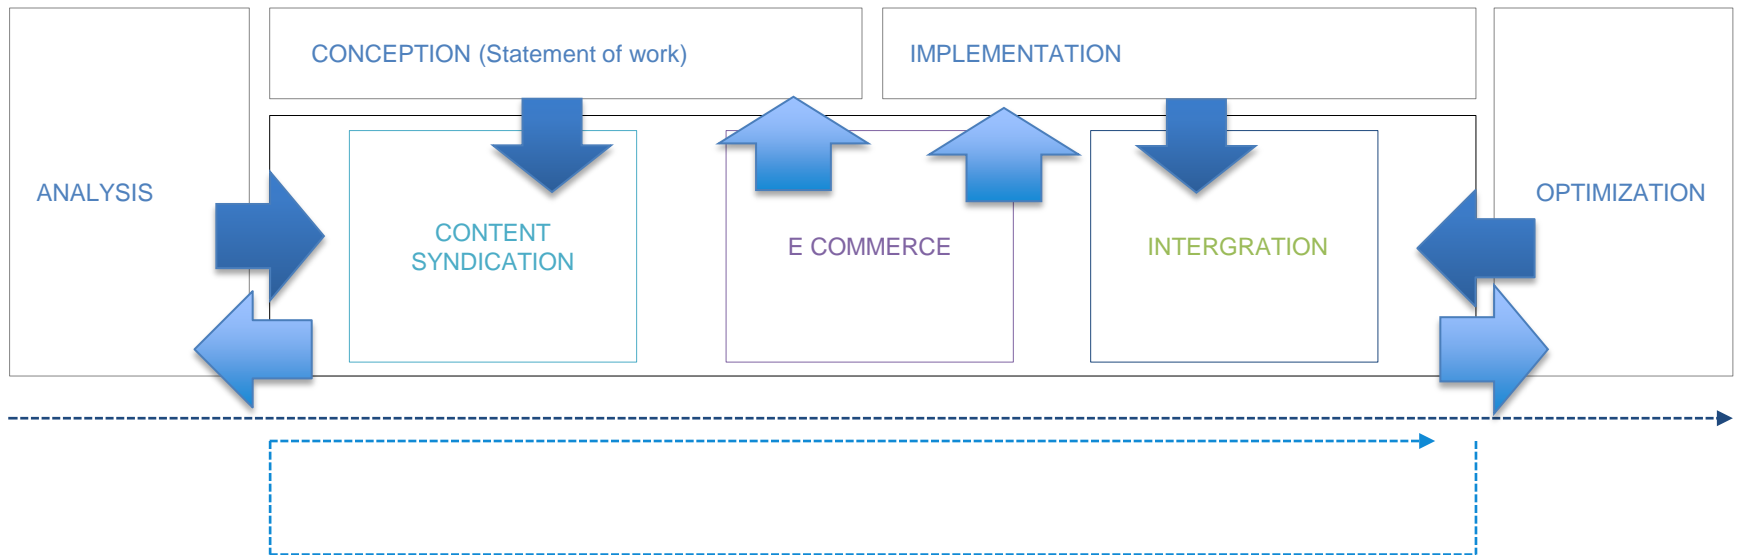 CONCEPTION (Statement of work)
IMPLEMENTATION
ANALYSIS
OPTIMIZATION
CONTENT
SYNDICATION
E COMMERCE
INTERGRATION